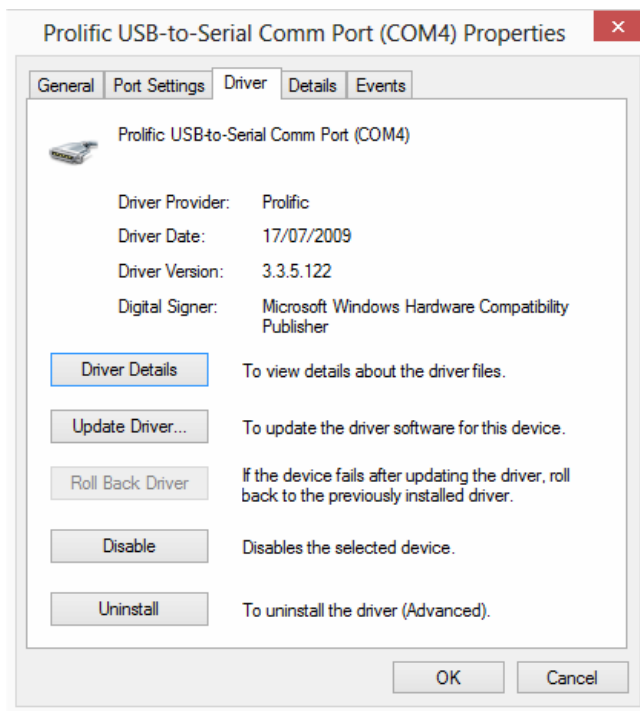 Prolific USB-to-Serial Comm Port (COM4) Properties
General Port Settings Driver Details Events
Prolific USB-to-Serial Comm Port (COM4)
Driver Provider: Prolific
Driver Date: 17/07/2009
Driver Version: 3.3.5.122
Digital Signer: Microsoft Windows Hardware Compatibility
Publisher
Driver Details To view details about the driver files.
Update Driver... To update the driver software for this device.
Roll Back Driver If the device fails after updating the driver, roll
back to the previously installed driver.
Disable Disables the selected device.
Uninstall To uninstall the driver (Advanced).
OK Cancel